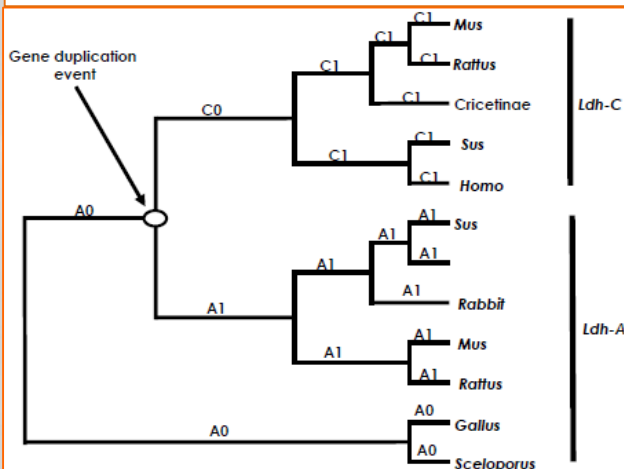 C1
Mus
C1
Gene duplication
event
C1
C1
Rattus
C1
Cricetinae
Ldh-C
C0
C1
C1
Sus
C1
Homo
A0
A1
Sus
A1
A1
A1
A1
Rabbit
A1
Ldh-A
A1
Mus
A1
A1
Rattus
A0
Gallus
A0
A0
Sceloporus